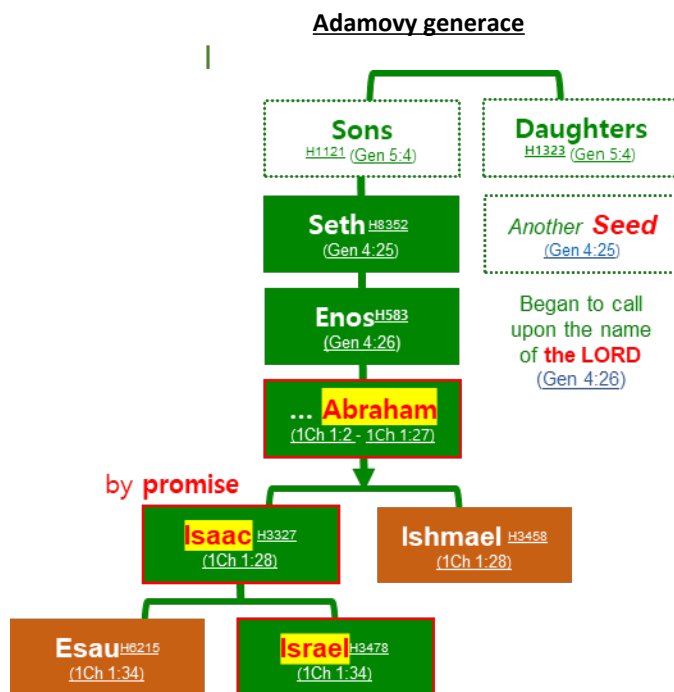 Adamovy generace
Sons
H1121 (Gen 5:4)
Daughters
H1323 (Gen 5:4)
Seth H8352
(Gen 4:25)
Another Seed
(Gen 4:25)
Enos H583
(Gen 4:26)
Began to call
upon the name
of the LORD
(Gen 4:26)
... Abraham
(1Ch 1:2 - 1Ch 1:27)
by promise
Isaac H3327
(1Ch 1:28)
Ishmael H3458
(1Ch 1:28)
Esau H6215
(1Ch 1:34)
Israel H3478
(1Ch 1:34)